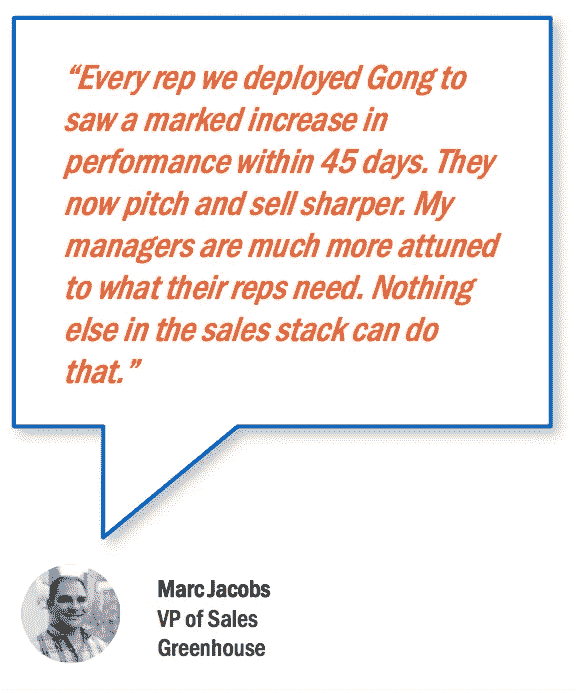 “Every rep we deployed Gong to
saw a marked increase in
performance within 45 days. They
now pitch and sell sharper. My
managers are much more attuned
to what their reps need. Nothing
else in the sales stack can do
that.”
Marc Jacobs
VP of Sales
Greenhouse